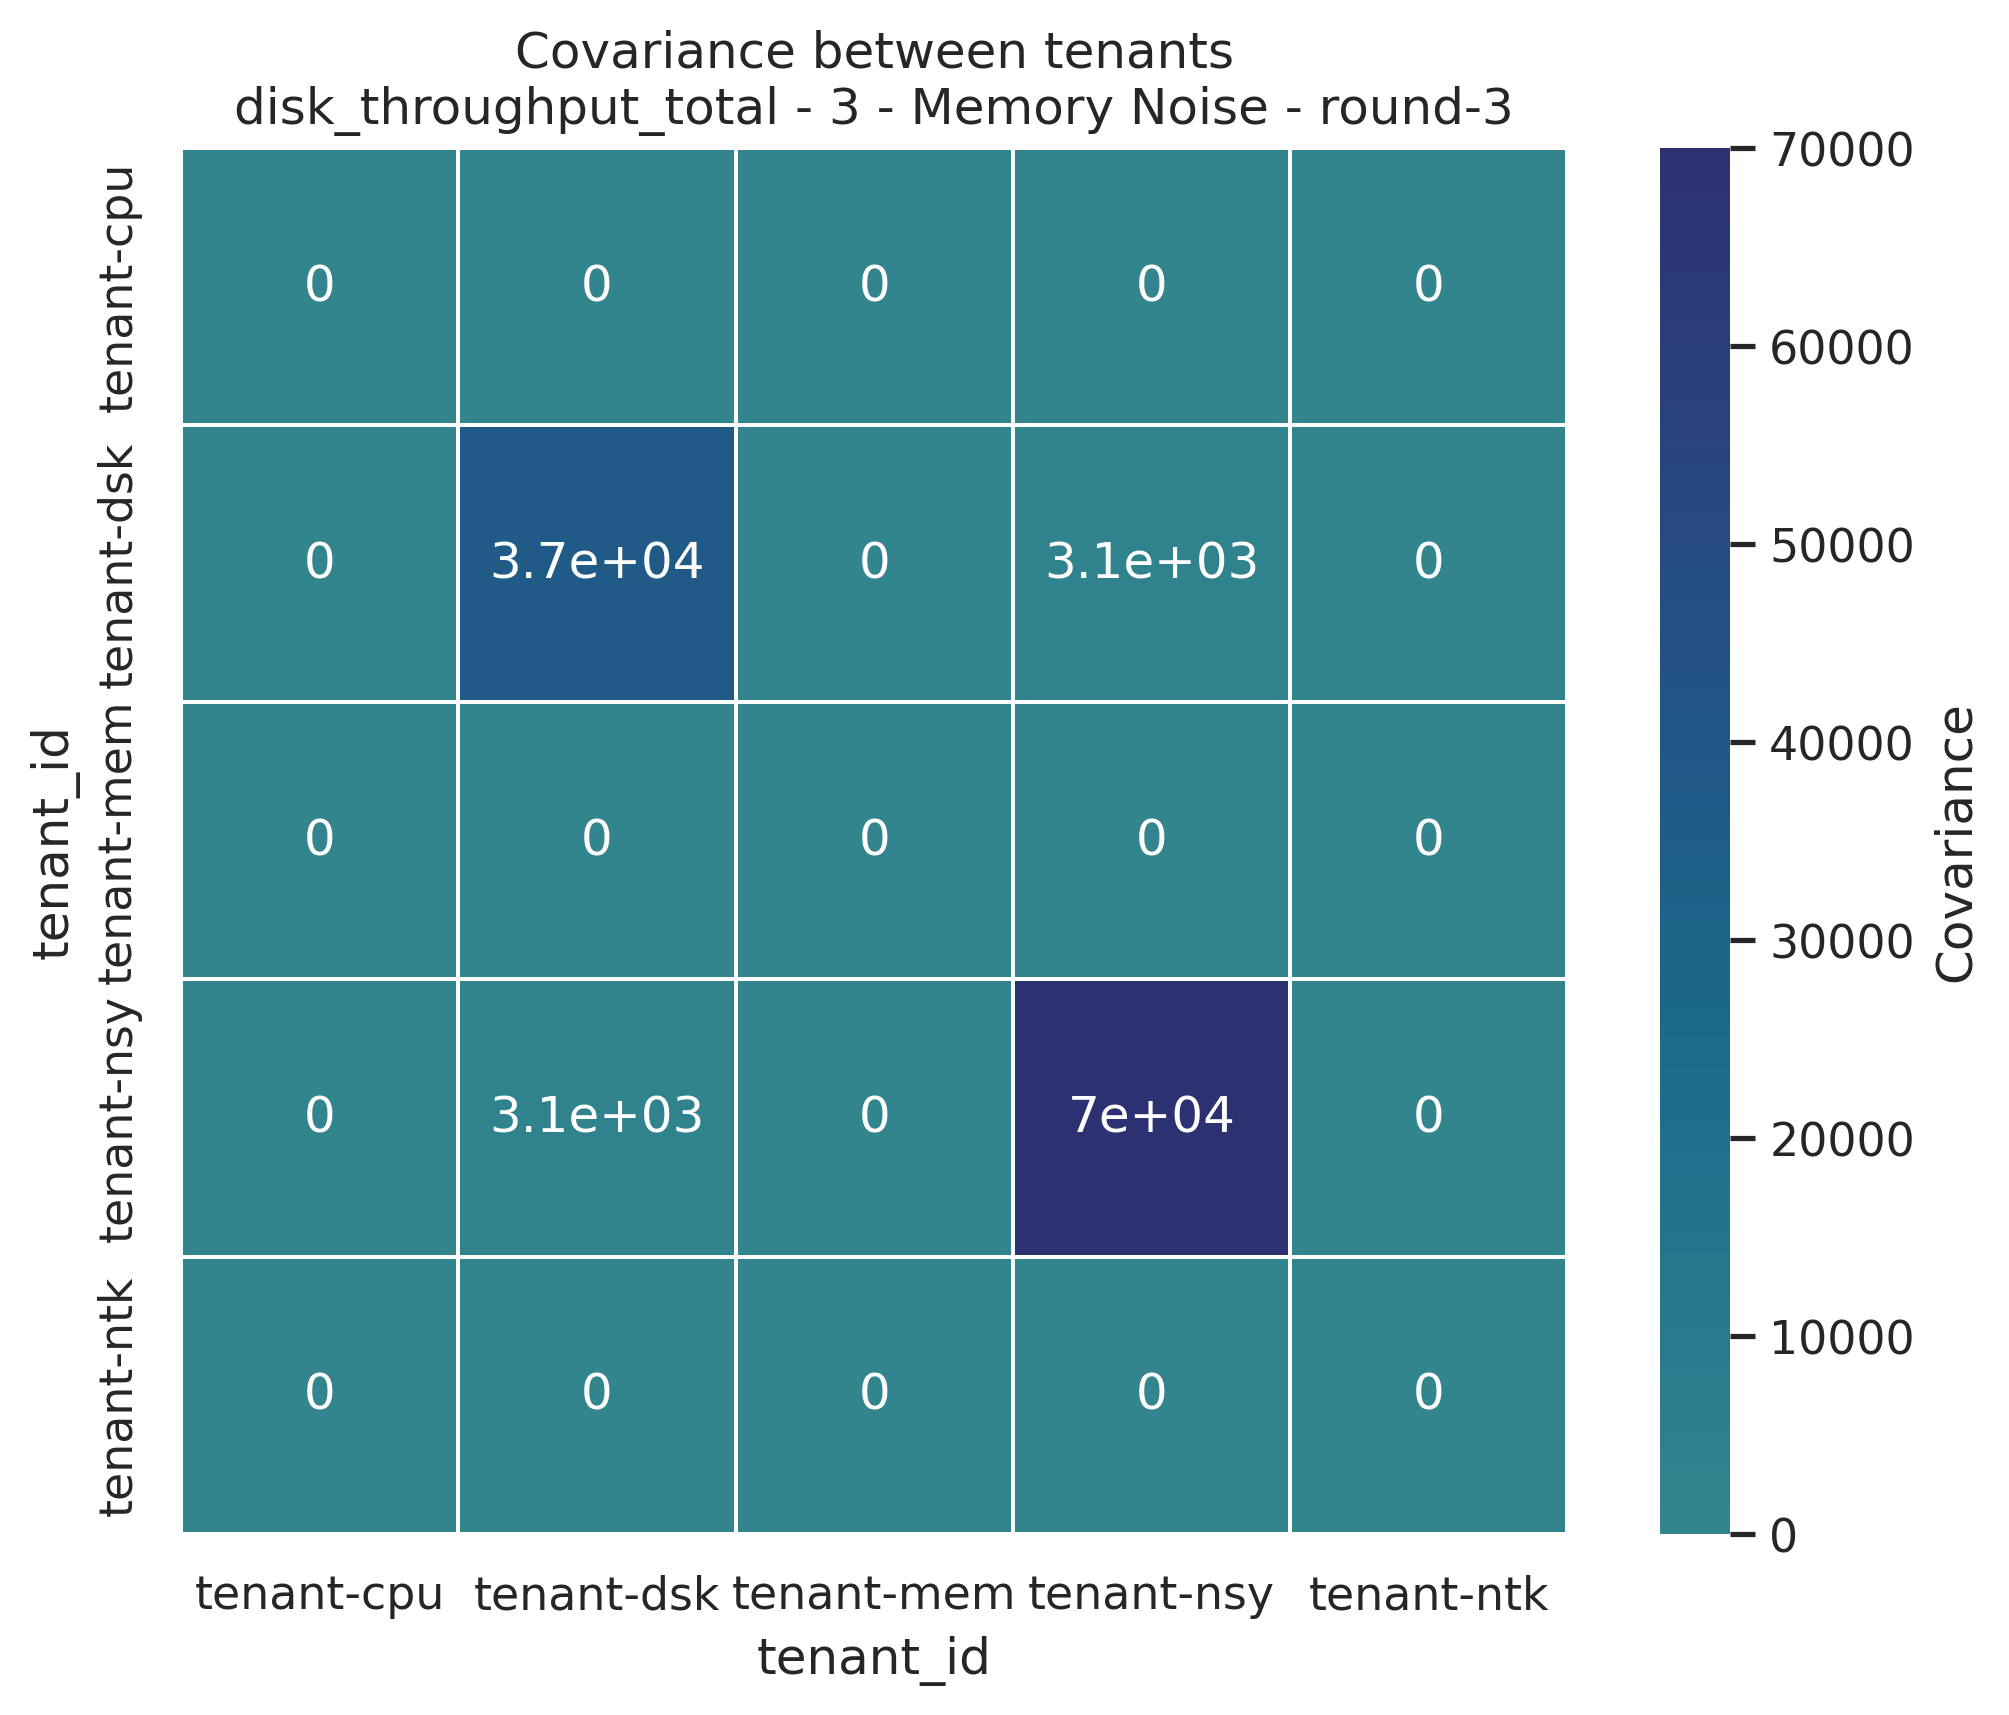 Covariance between tenants
disk_throughput_total - 3 - Memory Noise - round-3
tenant_id
tenant-cpu
0 0 0 0 0
tenant-dsk
0 3.7e+04 0 3.1e+03 0
tenant-mem
0 0 0 0 0
tenant-nsy
0 3.1e+03 0 7e+04 0
tenant-ntk
0 0 0 0 0
tenant-cpu tenant-dsk tenant-mem tenant-nsy tenant-ntk
tenant_id
70000
60000
50000
40000
30000
20000
10000
0
Covariance